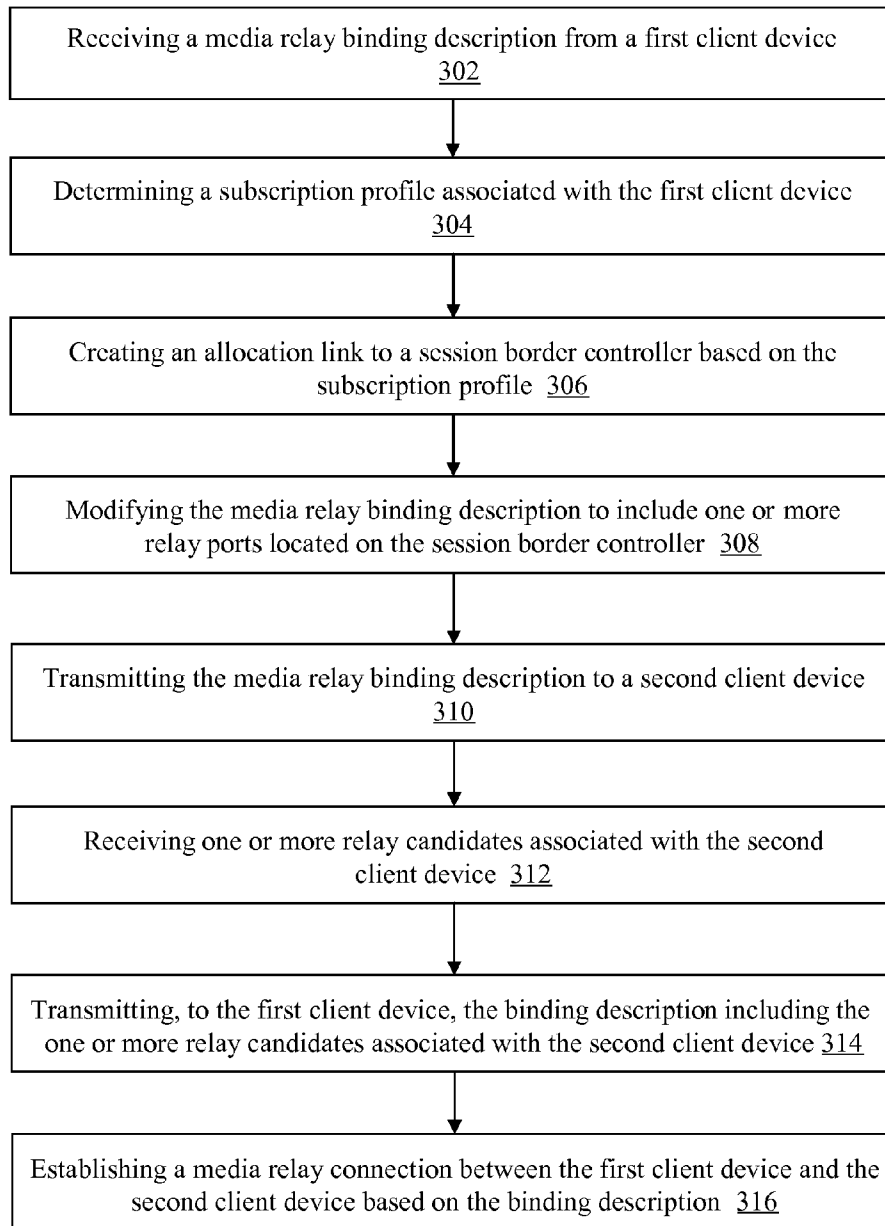 Receiving a media relay binding description from a first client device
302
Determining a subscription profile associated with the first client device
304
Creating an allocation link to a session border controller based on the
subscription profile 306
Modifying the media relay binding description to include one or more
relay ports located on the session border controller 308
Transmitting the media relay binding description to a second client device
310
Receiving one or more relay candidates associated with the second
client device 312
Transmitting, to the first client device, the binding description including the
one or more relay candidates associated with the second client device 314
Establishing a media relay connection between the first client device and the
second client device based on the binding description 316